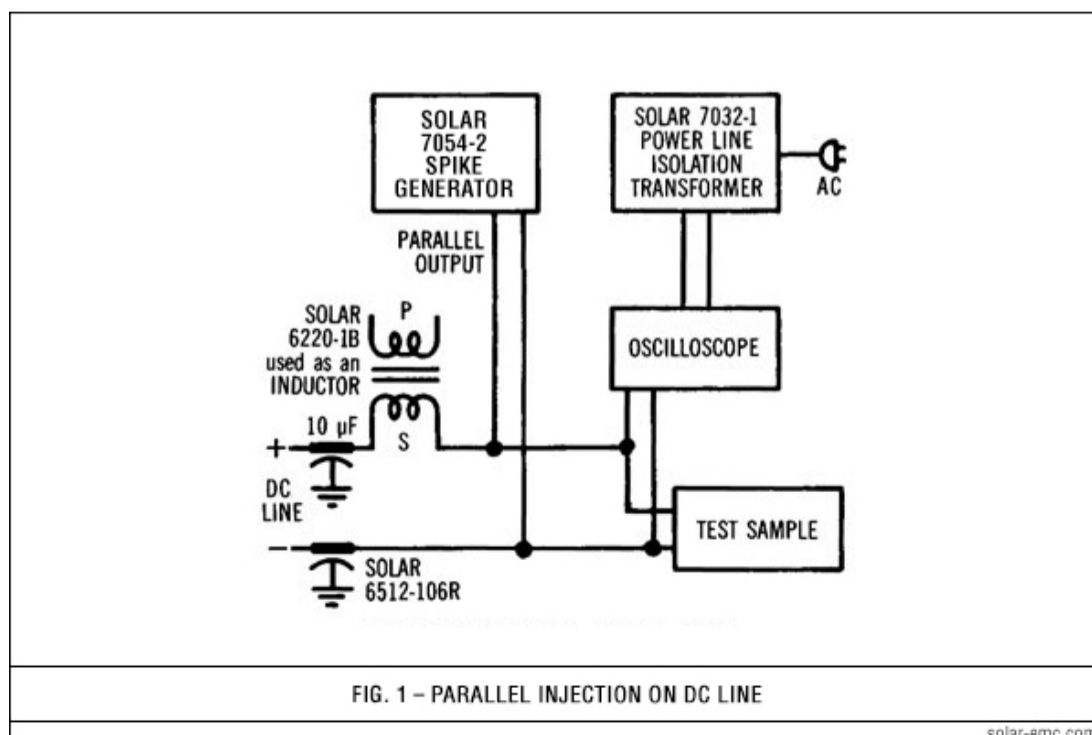 SOLAR
7054-2
SPIKE
GENERATOR
SOLAR 7032-1
POWER LINE
ISOLATION
TRANSFORMER
AC
PARALLEL
OUTPUT
SOLAR
6220-1B
used as an
INDUCTOR
P
S
OSCILLOSCOPE
10 µF
+
DC
LINE
–
TEST SAMPLE
SOLAR
6512-106R
FIG. 1 – PARALLEL INJECTION ON DC LINE
solar-emc.com